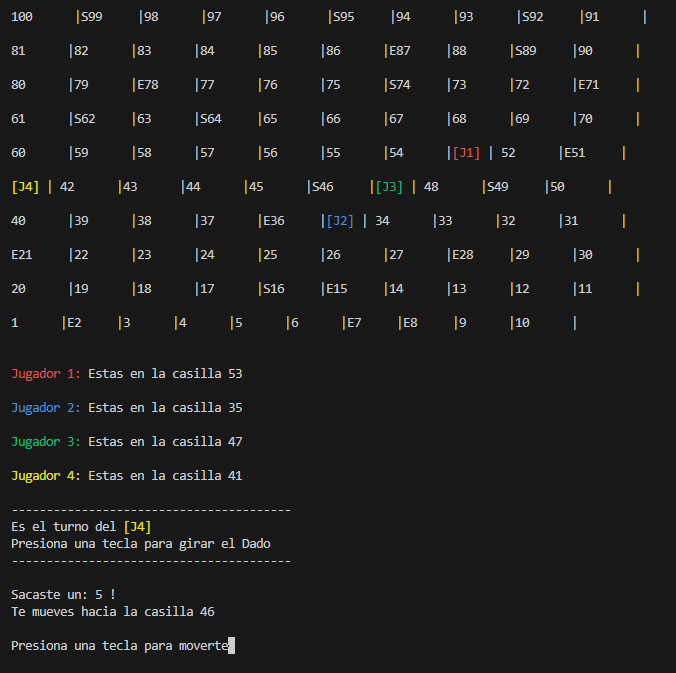 100 |S99 |98 |97 |96 |S95 |94 |93 |S92 |91 |
81 |82 |83 |84 |85 |86 |E87 |88 |S89 |90 |
80 |79 |E78 |77 |76 |75 |S74 |73 |72 |E71 |
61 |S62 |63 |S64 |65 |66 |67 |68 |69 |70 |
60 |59 |58 |57 |56 |55 |54 |[J1] | 52 |E51 |
[J4] | 42 |43 |44 |45 |S46 |[J3] | 48 |S49 |50 |
40 |39 |38 |37 |E36 |[J2] | 34 |33 |32 |31 |
E21 |22 |23 |24 |25 |26 |27 |E28 |29 |30 |
20 |19 |18 |17 |S16 |E15 |14 |13 |12 |11 |
1 |E2 |3 |4 |5 |6 |E7 |E8 |9 |10 |
Jugador 1: Estas en la casilla 53
Jugador 2: Estas en la casilla 35
Jugador 3: Estas en la casilla 47
Jugador 4: Estas en la casilla 41
----------------------------------------
Es el turno del [J4]
Presiona una tecla para girar el Dado
----------------------------------------
Sacaste un: 5 !
Te mueves hacia la casilla 46
Presiona una tecla para moverte